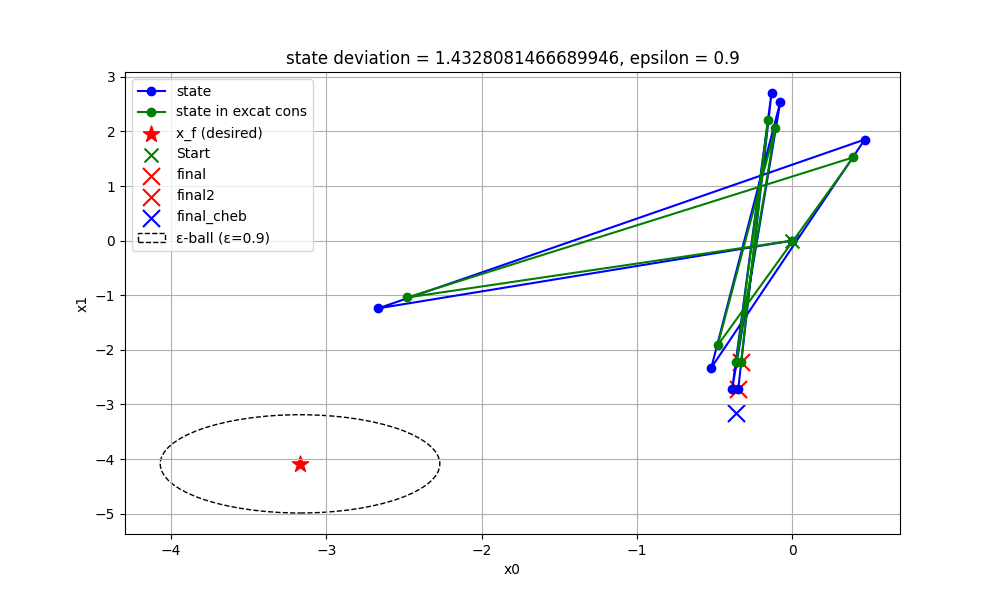 state deviation = 1.4328081466689946, epsilon = 0.9
state
state in excat cons
x_f (desired)
Start
final
final2
final_cheb
ε-ball (ε=0.9)
3
2
1
0
−1
−2
−3
−4
−5
x1
−4
−3
−2
−1
0
x0